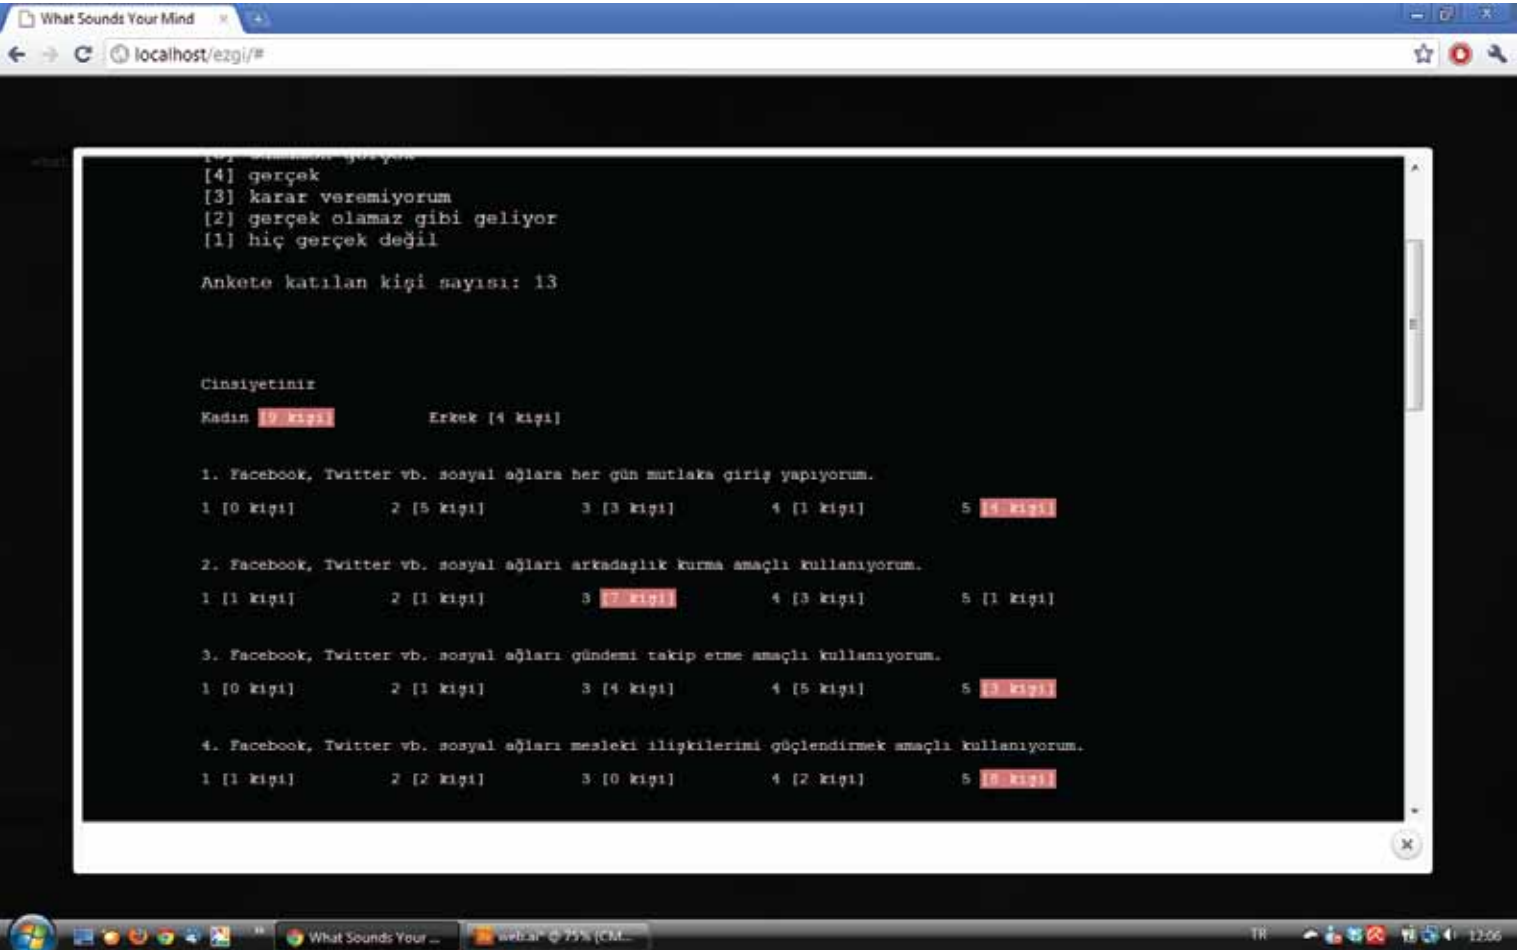 What Sounds Your Mind
localhost/ezgi/#
[4] gerçek
[3] karar veremiyorum
[2] gerçek olamaz gibi geliyor
[1] hiç gerçek değil
Ankete katılan kişi sayısı: 13
Cinsiyetiniz
Kadın [9 kişi] Erkek [4 kişi]
1. Facebook, Twitter vb. sosyal ağlara her gün mutlaka giriş yapıyorum.
1 [0 kişi] 2 [5 kişi] 3 [3 kişi] 4 [1 kişi] 5 [4 kişi]
2. Facebook, Twitter vb. sosyal ağları arkadaşlık kurma amaçlı kullanıyorum.
1 [1 kişi] 2 [1 kişi] 3 [7 kişi] 4 [3 kişi] 5 [1 kişi]
3. Facebook, Twitter vb. sosyal ağları gündemi takip etme amaçlı kullanıyorum.
1 [0 kişi] 2 [1 kişi] 3 [4 kişi] 4 [5 kişi] 5 [3 kişi]
4. Facebook, Twitter vb. sosyal ağları mesleki ilişkilerimi güçlendirmek amaçlı kullanıyorum.
1 [1 kişi] 2 [2 kişi] 3 [0 kişi] 4 [2 kişi] 5 [8 kişi]
What Sounds Your ... web.ai* @ 75% (CM... TR 12:06